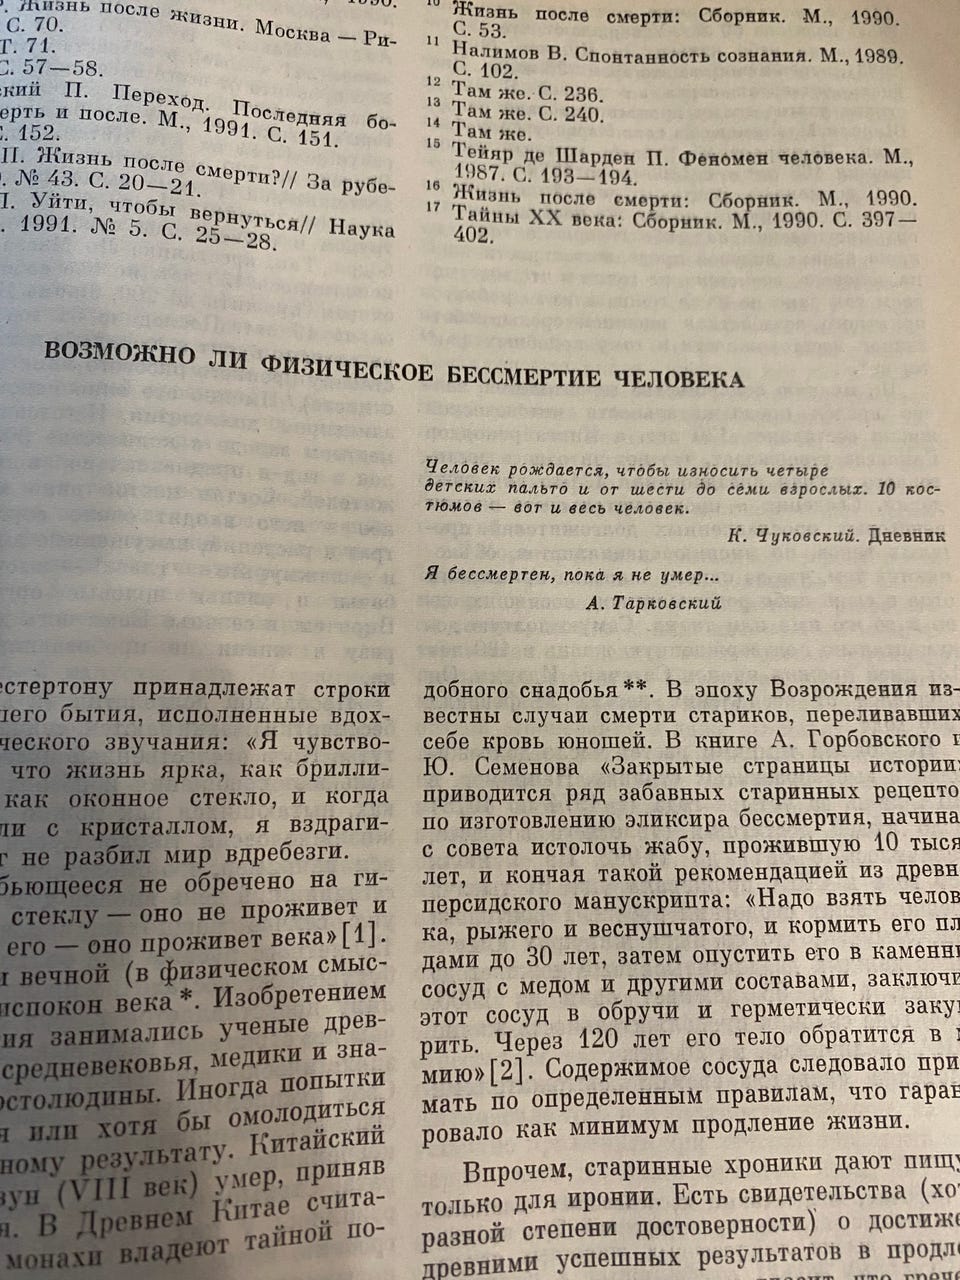 Жизнь после жизни. Москва — Ри-
С. 70.
Т. 71.
С. 57—58.
ский П. Переход. Последняя бо-
ерть и после. М., 1991. С. 151.
С. 152.
П. Жизнь после смерти?// За рубе-
№ 43. С. 20—21.
Уйти, чтобы вернуться// Наука
1991. № 5. С. 25—28.
10 Жизнь после смерти: Сборник. М., 1990.
С. 53.
11 Налимов В. Спонтанность сознания. М., 1989.
С. 102.
12 Там же. С. 236.
13 Там же. С. 240.
14 Там же.
15 Тейяр де Шарден П. Феномен человека. М.,
1987. С. 193—194.
16 Жизнь после смерти: Сборник. М., 1990.
17 Тайны XX века: Сборник. М., 1990. С. 397—
402.
ВОЗМОЖНО ЛИ ФИЗИЧЕСКОЕ БЕССМЕРТИЕ ЧЕЛОВЕКА
Человек рождается, чтобы износить четыре
детских пальто и от шести до семи взрослых. 10 кос-
тюмов — вот и весь человек.
К. Чуковский. Дневник
Я бессмертен, пока я не умер...
А. Тарковский
естертону принадлежат строки
шего бытия, исполненные вдох-
ческого звучания: «Я чувство-
что жизнь ярка, как брилли-
как оконное стекло, и когда
ли с кристаллом, я вздраги-
не разбил мир вдребезги.
бьющееся не обречено на ги-
стеклу — оно не проживет и
его — оно проживет века»[1].
вечной (в физическом смыс-
испокон века*. Изобретением
ия занимались ученые древ-
средневековья, медики и зна-
остолюдины. Иногда попытки
или хотя бы омолодиться
ному результату. Китайский
зун (VIII век) умер, приняв
я. В Древнем Китае счита-
монахи владеют тайной по-
добного снадобья**. В эпоху Возрождения из-
вестны случаи смерти стариков, переливавших
себе кровь юношей. В книге А. Горбовского и
Ю. Семенова «Закрытые страницы истории»
приводится ряд забавных старинных рецепто
по изготовлению эликсира бессмертия, начина
с совета истолочь жабу, прожившую 10 тыся
лет, и кончая такой рекомендацией из древн
персидского манускрипта: «Надо взять челов
ка, рыжего и веснушчатого, и кормить его пл
дами до 30 лет, затем опустить его в каменн
сосуд с медом и другими составами, заключи
этот сосуд в обручи и герметически закуп
рить. Через 120 лет его тело обратится в м
мию»[2]. Содержимое сосуда следовало при
мать по определенным правилам, что гаран
ровало как минимум продление жизни.
Впрочем, старинные хроники дают пищу
только для иронии. Есть свидетельства (хот
разной степени достоверности) о достиже
древними успешных результатов в продле